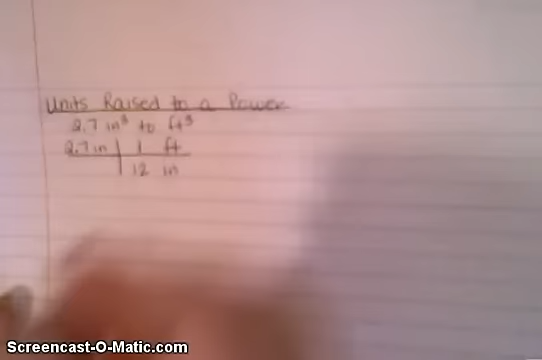 Units Raised to a Power
2.7 in³ to ft³
2.7 in | 1 ft
| 12 in
Screencast-O-Matic.com